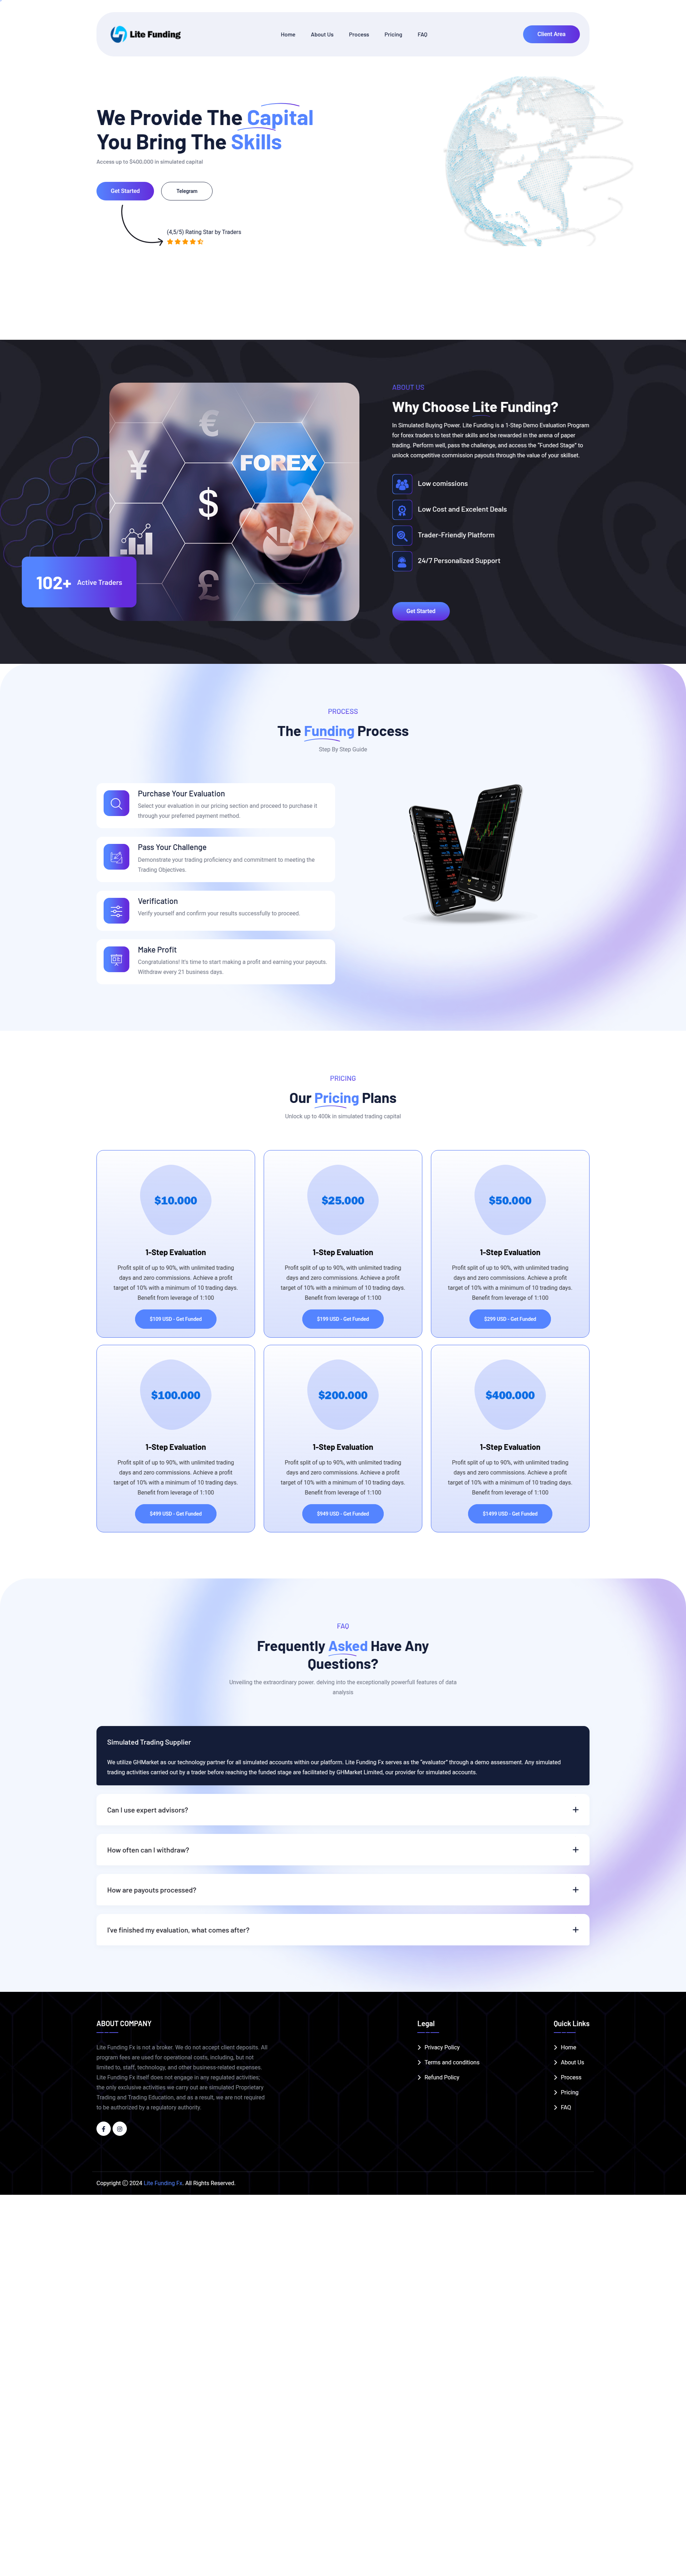 Lite Funding
Home
About Us
Process
Pricing
FAQ
Client Area
We Provide The Capital
You Bring The Skills
Access up to $400,000 in simulated capital
Get Started
Telegram
(4,5/5) Rating Star by Traders
FOREX
102+ Active Traders
ABOUT US
Why Choose Lite Funding?
In Simulated Buying Power. Lite Funding is a 1-Step Demo Evaluation Program
for forex traders to test their skills and be rewarded in the arena of paper
trading. Perform well, pass the challenge, and access the "Funded Stage" to
unlock competitive commission payouts through the value of your skillset.
Low comissions
Low Cost and Excelent Deals
Trader-Friendly Platform
24/7 Personalized Support
Get Started
PROCESS
The Funding Process
Step By Step Guide
Purchase Your Evaluation
Select your evaluation in our pricing section and proceed to purchase it
through your preferred payment method.
Pass Your Challenge
Demonstrate your trading proficiency and commitment to meeting the
Trading Objectives.
Verification
Verify yourself and confirm your results successfully to proceed.
Make Profit
Congratulations! It's time to start making a profit and earning your payouts.
Withdraw every 21 business days.
PRICING
Our Pricing Plans
Unlock up to 400k in simulated trading capital
$10.000
1-Step Evaluation
Profit split of up to 90%, with unlimited trading
days and zero commissions. Achieve a profit
target of 10% with a minimum of 10 trading days.
Benefit from leverage of 1:100
$109 USD - Get Funded
$25.000
1-Step Evaluation
Profit split of up to 90%, with unlimited trading
days and zero commissions. Achieve a profit
target of 10% with a minimum of 10 trading days.
Benefit from leverage of 1:100
$199 USD - Get Funded
$50.000
1-Step Evaluation
Profit split of up to 90%, with unlimited trading
days and zero commissions. Achieve a profit
target of 10% with a minimum of 10 trading days.
Benefit from leverage of 1:100
$299 USD - Get Funded
$100.000
1-Step Evaluation
Profit split of up to 90%, with unlimited trading
days and zero commissions. Achieve a profit
target of 10% with a minimum of 10 trading days.
Benefit from leverage of 1:100
$499 USD - Get Funded
$200.000
1-Step Evaluation
Profit split of up to 90%, with unlimited trading
days and zero commissions. Achieve a profit
target of 10% with a minimum of 10 trading days.
Benefit from leverage of 1:100
$949 USD - Get Funded
$400.000
1-Step Evaluation
Profit split of up to 90%, with unlimited trading
days and zero commissions. Achieve a profit
target of 10% with a minimum of 10 trading days.
Benefit from leverage of 1:100
$1499 USD - Get Funded
FAQ
Frequently Asked Have Any
Questions?
Unveiling the extraordinary power. delving into the exceptionally powerfull features of data
analysis
Simulated Trading Supplier
We utilize GHMarket as our technology partner for all simulated accounts within our platform. Lite Funding Fx serves as the "evaluator" through a demo assessment. Any simulated
trading activities carried out by a trader before reaching the funded stage are facilitated by GHMarket Limited, our provider for simulated accounts.
Can I use expert advisors?
How often can I withdraw?
How are payouts processed?
I've finished my evaluation, what comes after?
ABOUT COMPANY
Lite Funding Fx is not a broker. We do not accept client deposits. All
program fees are used for operational costs, including, but not
limited to, staff, technology, and other business-related expenses.
Lite Funding Fx itself does not engage in any regulated activities;
the only exclusive activities we carry out are simulated Proprietary
Trading and Trading Education, and as a result, we are not required
to be authorized by a regulatory authority.
Legal
Privacy Policy
Terms and conditions
Refund Policy
Quick Links
Home
About Us
Process
Pricing
FAQ
Copyright © 2024 Lite Funding Fx. All Rights Reserved.